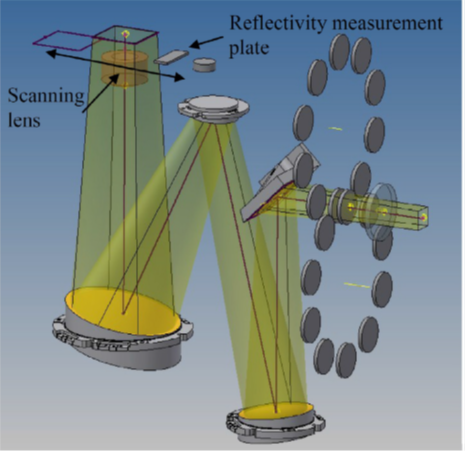 Reflectivity measurement
plate
Scanning
lens